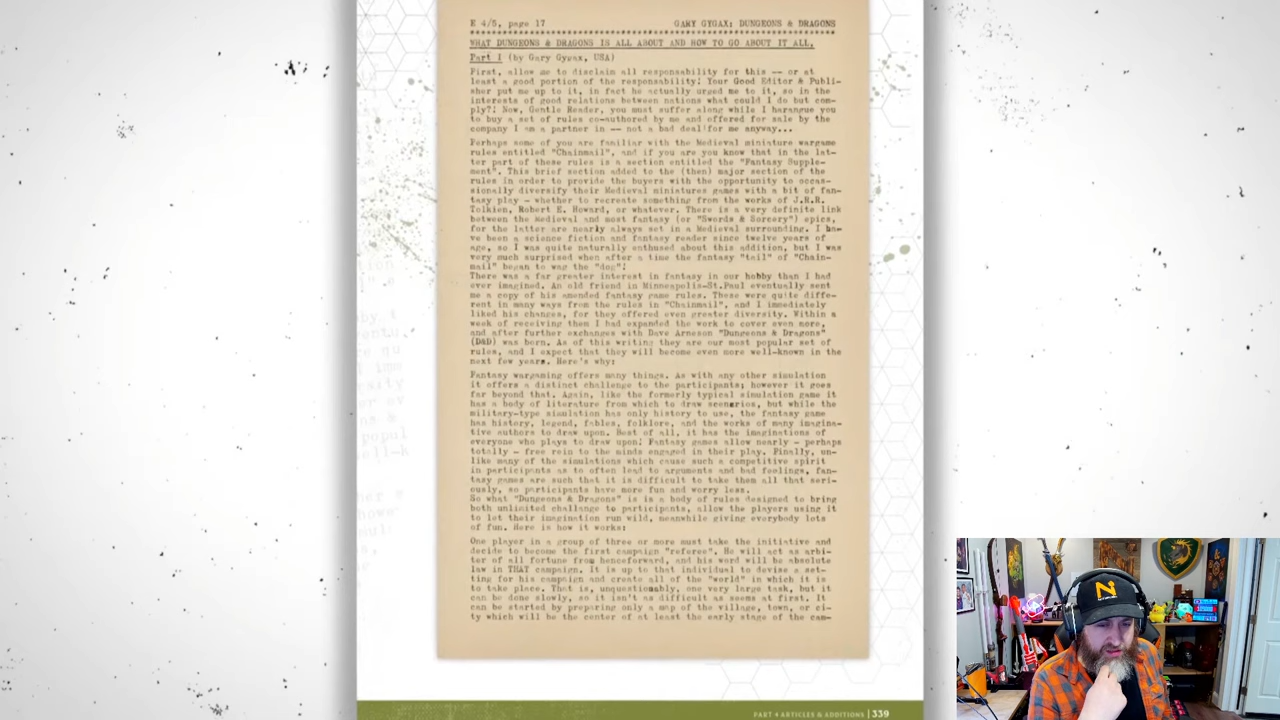 E 4/5, page 17 GARY GYGAX: DUNGEONS & DRAGONS
WHAT DUNGEONS & DRAGONS IS ALL ABOUT AND HOW TO GO ABOUT IT ALL,
Part I (by Gary Gygax, USA)
First, allow me to disclaim all responsability for this -- or at
least a good portion of the responsability! Your Good Editor & Publi-
sher put me up to it, in fact he actually urged me to it, so in the
interests of good relations between nations what could I do but com-
ply?! Now, Gentle Reader, you must suffer along while I harangue you
to buy a set of rules co-authored by me and offered for sale by the
company I am a partner in -- not a bad deal for me anyway...
Perhaps some of you are familiar with the Medieval miniature wargame
rules entitled "Chainmail", and if you are you know that in the lat-
ter part of these rules is a section entitled the "Fantasy Supple-
ment". This brief section added to the (then) major section of the
rules in order to provide the buyers with the opportunity to occas-
sionally diversify their Medieval miniatures games with a bit of fan-
tasy play - whether to recreate something from the works of J.R.R.
Tolkien, Robert E. Howard, or whatever. There is a very definite link
between the Medieval and most fantasy (or "Swords & Sorcery") epics,
for the latter are nearly always set in a Medieval surrounding. I ha-
ve been a science fiction and fantasy reader since twelve years of
age, so I was quite naturally enthused about this addition, but I was
very much surprised when after a time the fantasy "tail" of "Chain-
mail" began to wag the "dog"!
There was a far greater interest in fantasy in our hobby than I had
ever imagined. An old friend in Minneapolis-St.Paul eventually sent
me a copy of his amended fantasy game rules. These were quite diffe-
rent in many ways from the rules in "Chainmail", and I immediately
liked his changes, for they offered even greater diversity. Within a
week of receiving them I had expanded the work to cover even more,
and after further exchanges with Dave Arneson "Dungeons & Dragons"
(D&D) was born. As of this writing they are our most popular set of
rules, and I expect that they will become even more well-known in the
next few years. Here's why:
Fantasy wargaming offers many things. As with any other simulation
it offers a distinct challenge to the participants; however it goes
far beyond that. Again, like the formerly typical simulation game it
has a body of literature from which to draw scenarios, but while the
military-type simulation has only history to use, the fantasy game
has history, legend, fables, folklore, and the works of many imagina-
tive authors to draw upon. Best of all, it has the imaginations of
everyone who plays to draw upon! Fantasy games allow nearly - perhaps
totally - free rein to the minds engaged in their play. Finally, un-
like many of the simulations which cause such a competitive spirit
in participants as to often lead to arguments and bad feelings, fan-
tasy games are such that it is difficult to take them all that seri-
ously, so participants have more fun and worry less.
So what "Dungeons & Dragons" is is a body of rules designed to bring
both unlimited challenge to participants, allow the players using it
to let their imagination run wild, meanwhile giving everybody lots
of fun. Here is how it works:
One player in a group of three or more must take the initiative and
decide to become the first campaign "referee". He will act as arbi-
ter of all fortune from henceforward, and his word will be absolute
law in THAT campaign. It is up to that individual to devise a set-
ting for his campaign and create all of the "world" in which it is
to take place. That is, unquestionably, one very large task, but it
can be done slowly, so it isn't as difficult as seems at first. It
can be started by preparing only a map of the village, town, or ci-
ty which will be the center of at least the early stage of the cam-
PART 4 ARTICLES & ADDITIONS | 339